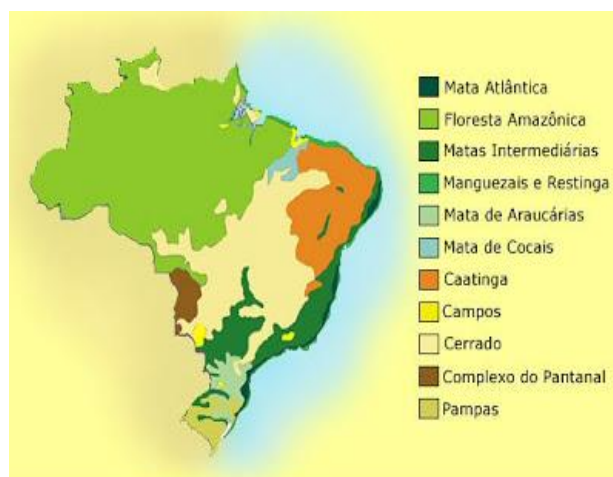 Mata Atlântica
Floresta Amazônica
Matas Intermediárias
Manguezais e Restinga
Mata de Araucárias
Mata de Cocais
Caatinga
Campos
Cerrado
Complexo do Pantanal
Pampas